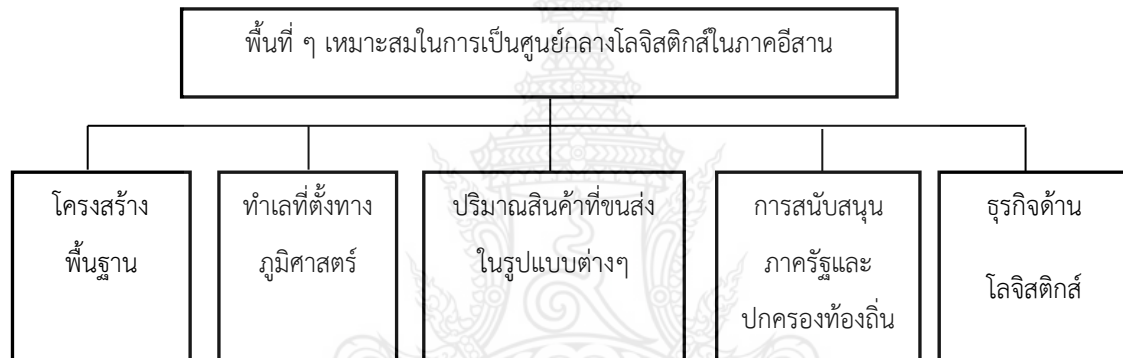 พื้นที่ ๆ เหมาะสมในการเป็นศูนย์กลางโลจิสติกส์ในภาคอีสาน
โครงสร้าง
พื้นฐาน
ทำเลที่ตั้งทาง
ภูมิศาสตร์
ปริมาณสินค้าที่ขนส่ง
ในรูปแบบต่างๆ
การสนับสนุน
ภาครัฐและ
ปกครองท้องถิ่น
ธุรกิจด้าน
โลจิสติกส์